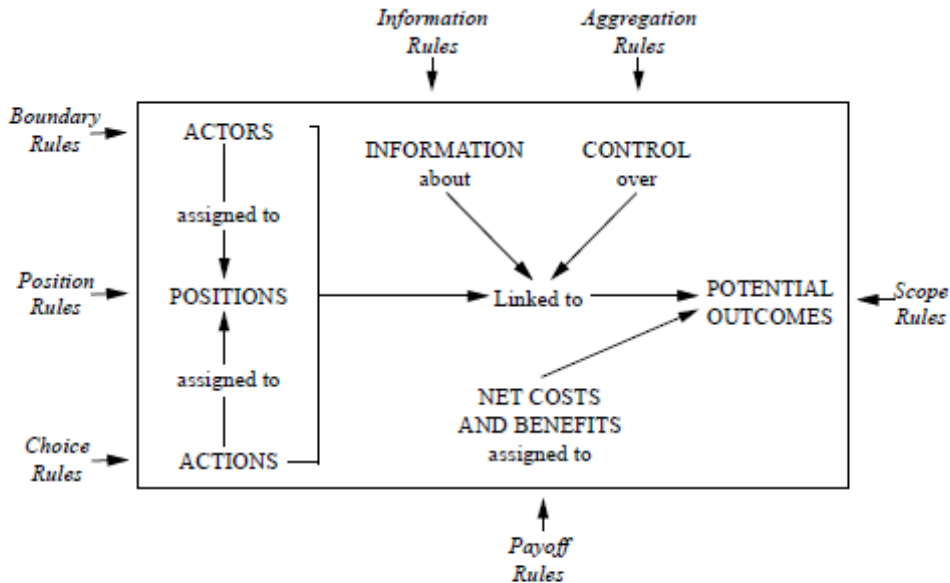 Information
Rules
Aggregation
Rules
Boundary
Rules
ACTORS
INFORMATION
about
CONTROL
over
assigned to
Position
Rules
POSITIONS
Linked to
POTENTIAL
OUTCOMES
Scope
Rules
assigned to
NET COSTS
AND BENEFITS
assigned to
Choice
Rules
ACTIONS
Payoff
Rules